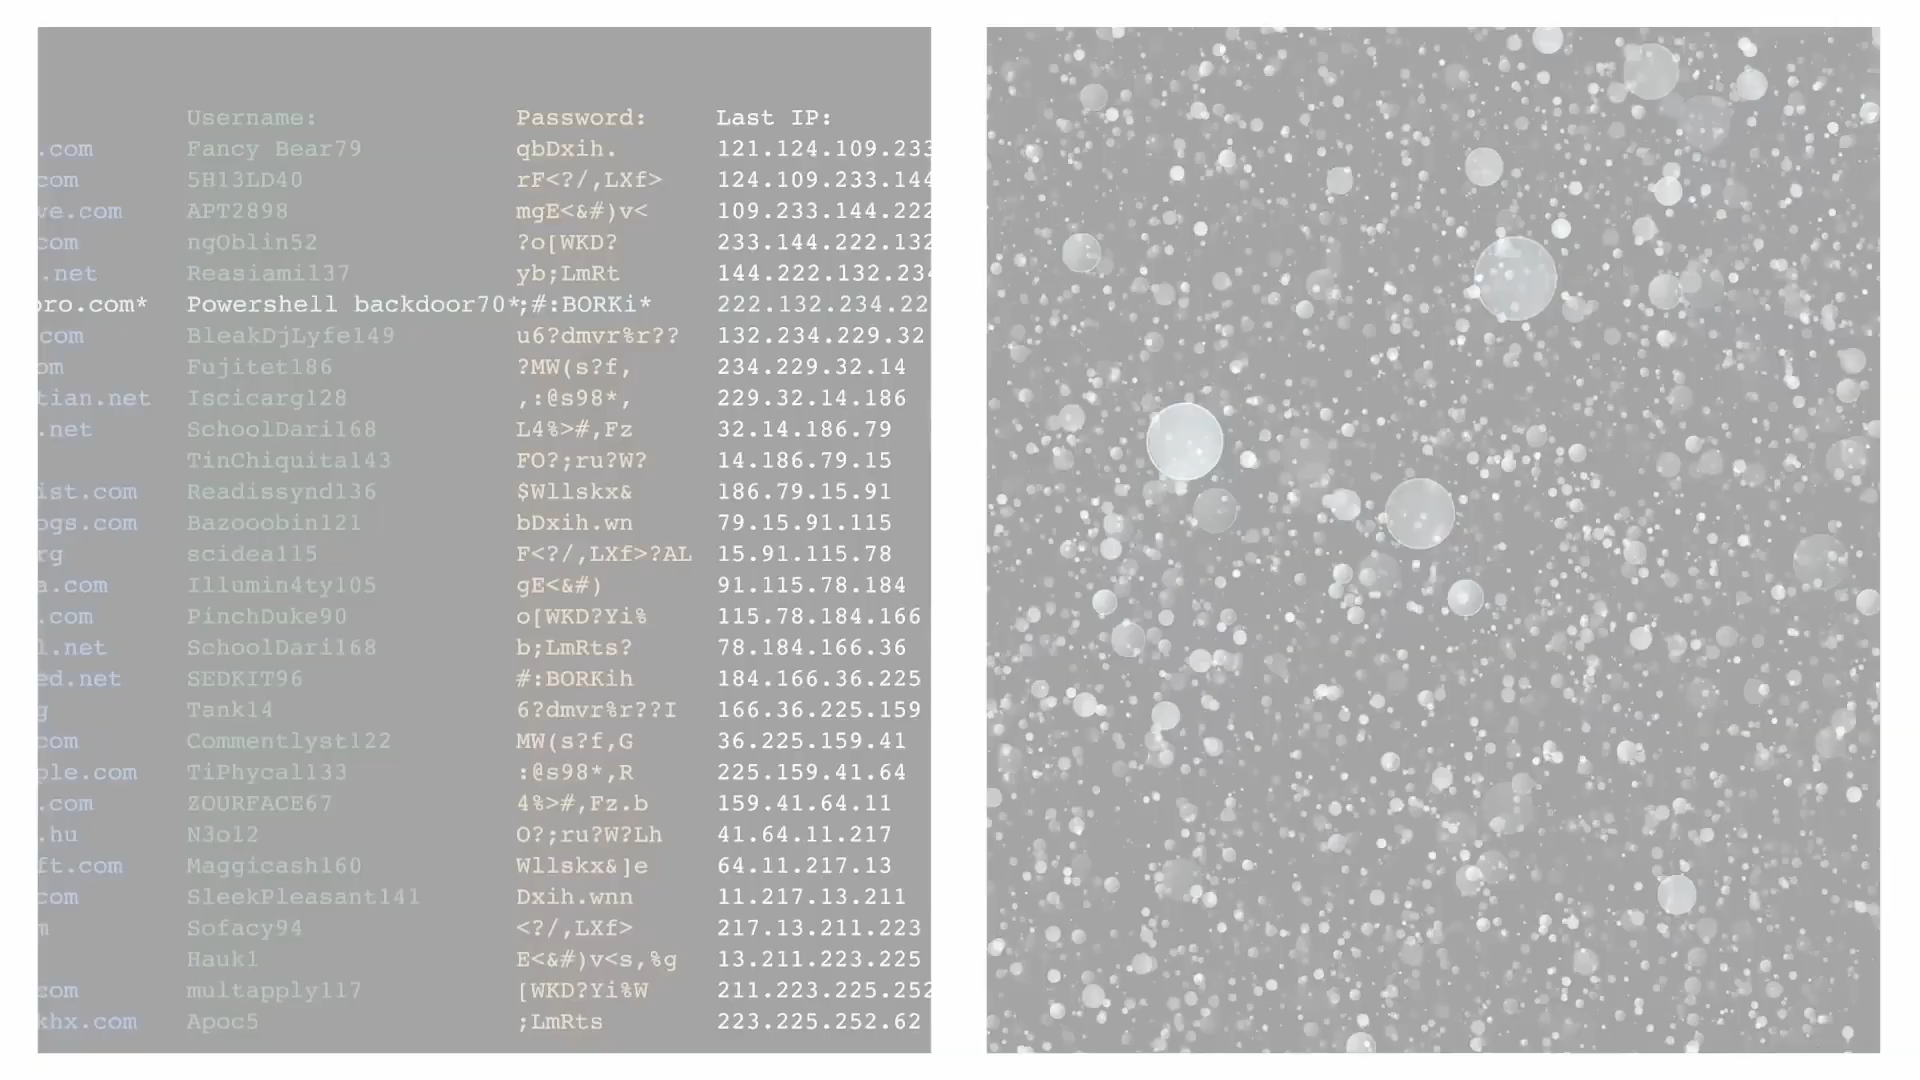 Username: Password: Last IP:
.com Fancy Bear79 qbDxih. 121.124.109.233
com 5H13LD40 rF<?/,LXf> 124.109.233.144
ve.com APT2898 mgE<&#)v< 109.233.144.222
com ngOblin52 ?o[WKD? 233.144.222.132
.net Reasiami137 yb;LmRt 144.222.132.234
pro.com* Powershell backdoor70*;#:BORKi* 222.132.234.22
com BleakDjLyfe149 u6?dmvr%r?? 132.234.229.32
om Fujitet186 ?MW(s?f, 234.229.32.14
tian.net Iscicarg128 ,:@s98*, 229.32.14.186
.net SchoolDari168 L4%>#,Fz 32.14.186.79
TinChiquita143 FO?;ru?W? 14.186.79.15
ist.com Readissynd136 $Wllskx& 186.79.15.91
ogs.com Bazooobin121 bDxih.wn 79.15.91.115
rg scidea115 F<?/,LXf>?AL 15.91.115.78
a.com Illumin4ty105 gE<&#) 91.115.78.184
.com PinchDuke90 o[WKD?Yi% 115.78.184.166
l.net SchoolDari168 b;LmRts? 78.184.166.36
ed.net SEDKIT96 #:BORKih 184.166.36.225
g Tank14 6?dmvr%r??I 166.36.225.159
com Commentlyst122 MW(s?f,G 36.225.159.41
ple.com TiPhycal133 :@s98*,R 225.159.41.64
.com ZOURFACE67 4%>#,Fz.b 159.41.64.11
.hu N3ol2 O?;ru?W?Lh 41.64.11.217
ft.com Maggicash160 Wllskx&]e 64.11.217.13
com SleekPleasant141 Dxih.wnn 11.217.13.211
m Sofacy94 <?/,LXf> 217.13.211.223
Hauk1 E<&#)v<s,%g 13.211.223.225
com multapply117 [WKD?Yi%W 211.223.225.252
khx.com Apoc5 ;LmRts 223.225.252.62